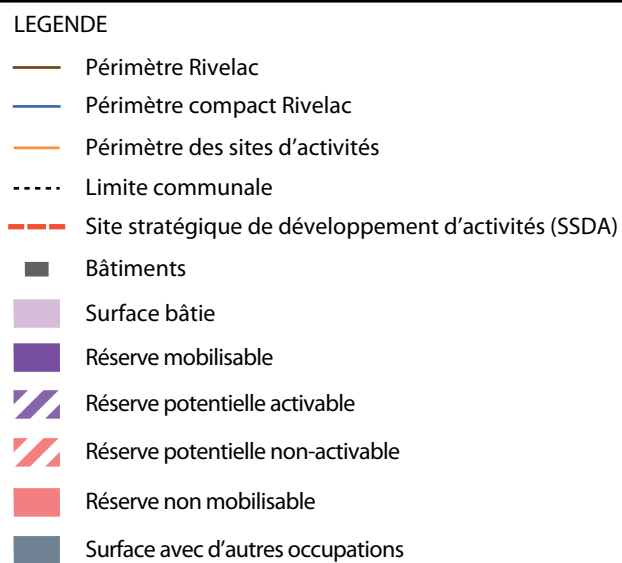 LEGENDE
Périmètre Rivelac
Périmètre compact Rivelac
Périmètre des sites d’activités
Limite communale
Site stratégique de développement d’activités (SSDA)
Bâtiments
Surface bâtie
Réserve mobilisable
Réserve potentielle activable
Réserve potentielle non-activable
Réserve non mobilisable
Surface avec d'autres occupations